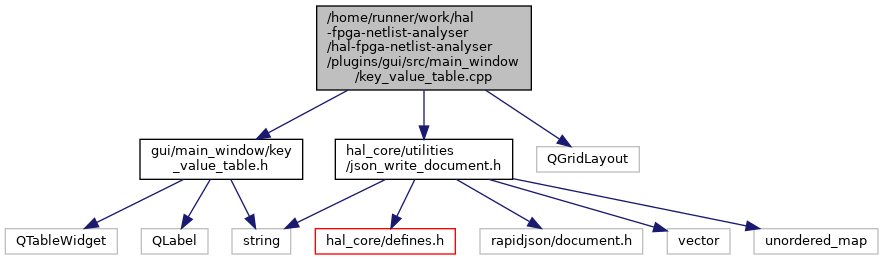 /home/runner/work/hal
-fpga-netlist-analyser
/hal-fpga-netlist-analyser
/plugins/gui/src/main_window
/key_value_table.cpp
gui/main_window/key
_value_table.h
hal_core/utilities
/json_write_document.h
QGridLayout
QTableWidget
QLabel
string
hal_core/defines.h
rapidjson/document.h
vector
unordered_map